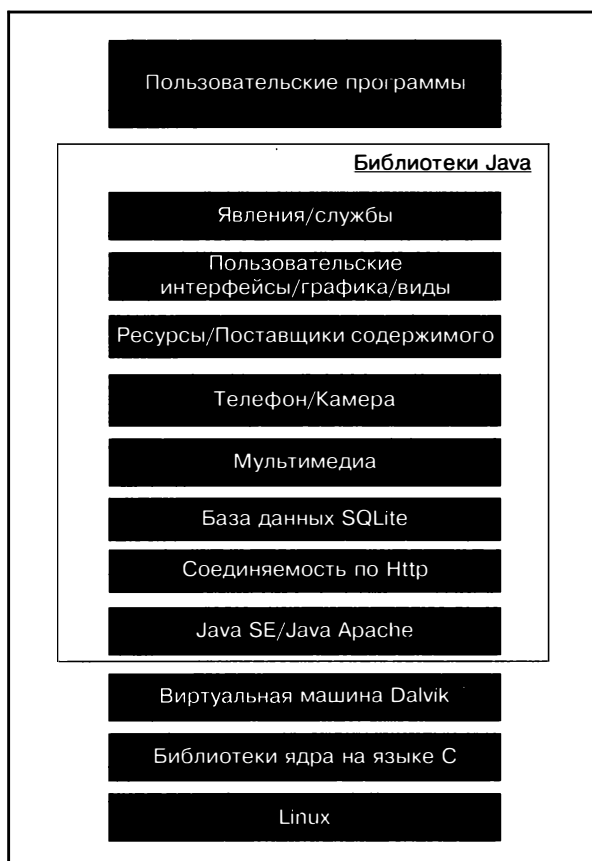 Пользовательские программы
Библиотеки Java
Явления/службы
Пользовательские
интерфейсы/графика/виды
Ресурсы/Поставщики содержимого
Телефон/Камера
Мультимедиа
База данных SQLite
Соединяемость по Http
Java SE/Java Apache
Виртуальная машина Dalvik
Библиотеки ядра на языке C
Linux